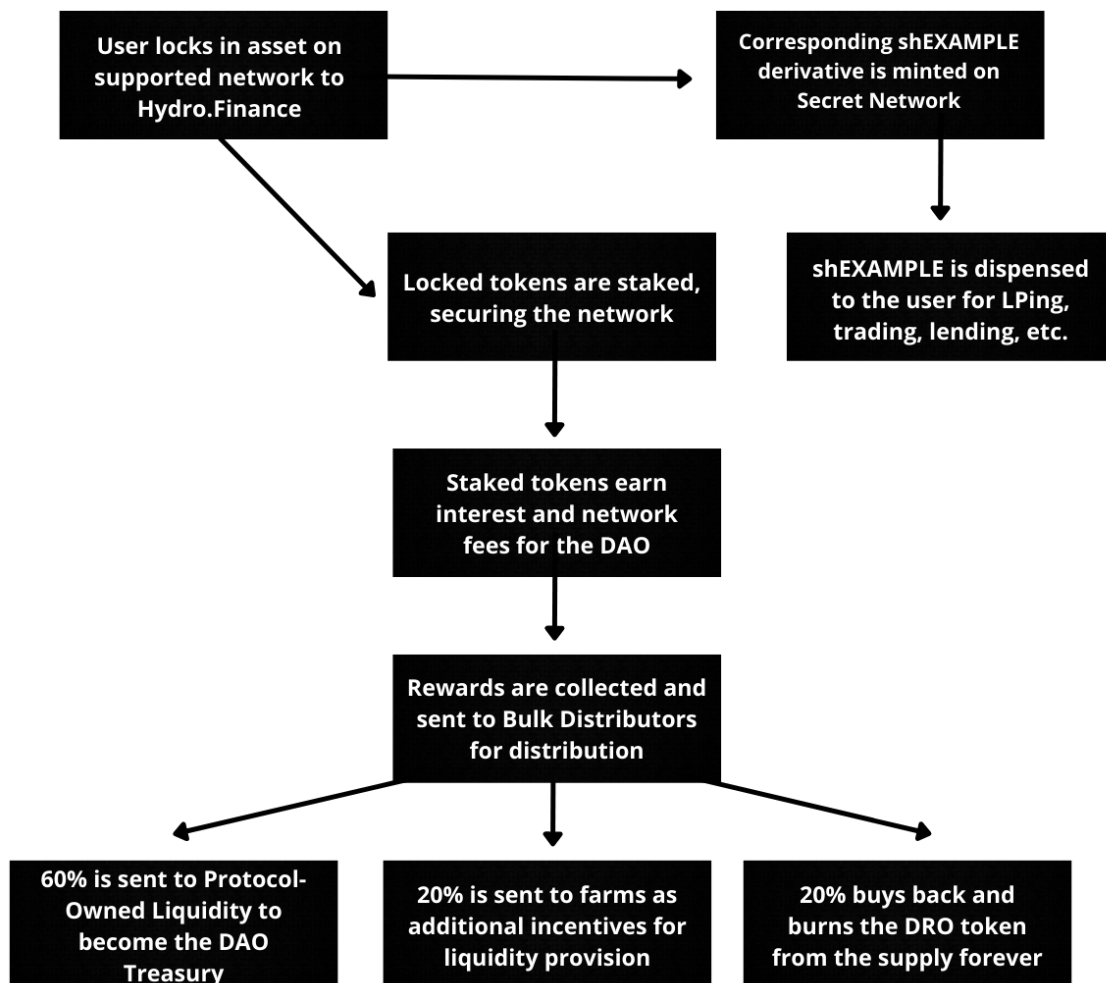 User locks in asset on
supported network to
Hydro.Finance
Corresponding shEXAMPLE
derivative is minted on
Secret Network
Locked tokens are staked,
securing the network
shEXAMPLE is dispensed
to the user for LPing,
trading, lending, etc.
Staked tokens earn
interest and network
fees for the DAO
Rewards are collected and
sent to Bulk Distributors
for distribution
60% is sent to Protocol-
Owned Liquidity to
become the DAO
Treasury
20% is sent to farms as
additional incentives for
liquidity provision
20% buys back and
burns the DRO token
from the supply forever